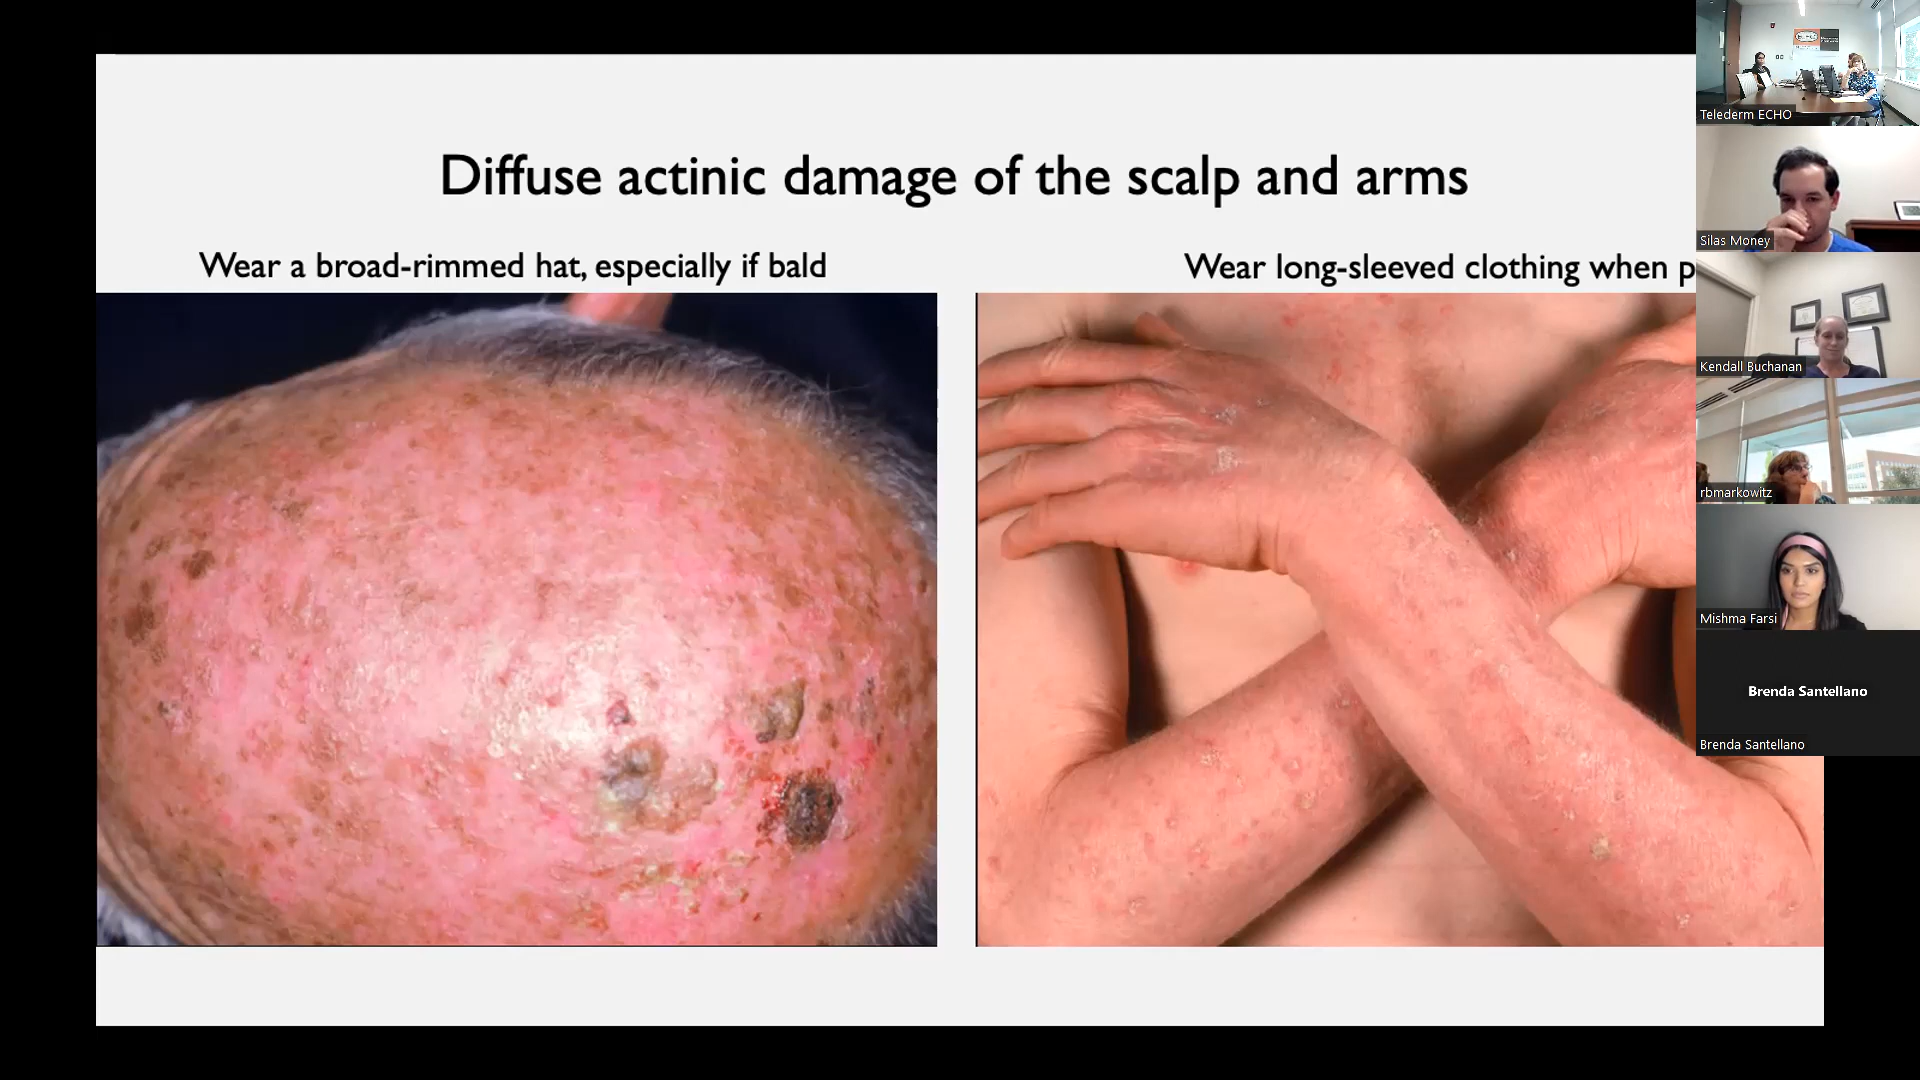 Diffuse actinic damage of the scalp and arms
Wear a broad-rimmed hat, especially if bald
Wear long-sleeved clothing when p
Telederm ECHO
Silas Money
Kendall Buchanan
rbmarkowitz
Mishma Farsi
Brenda Santellano
Brenda Santellano